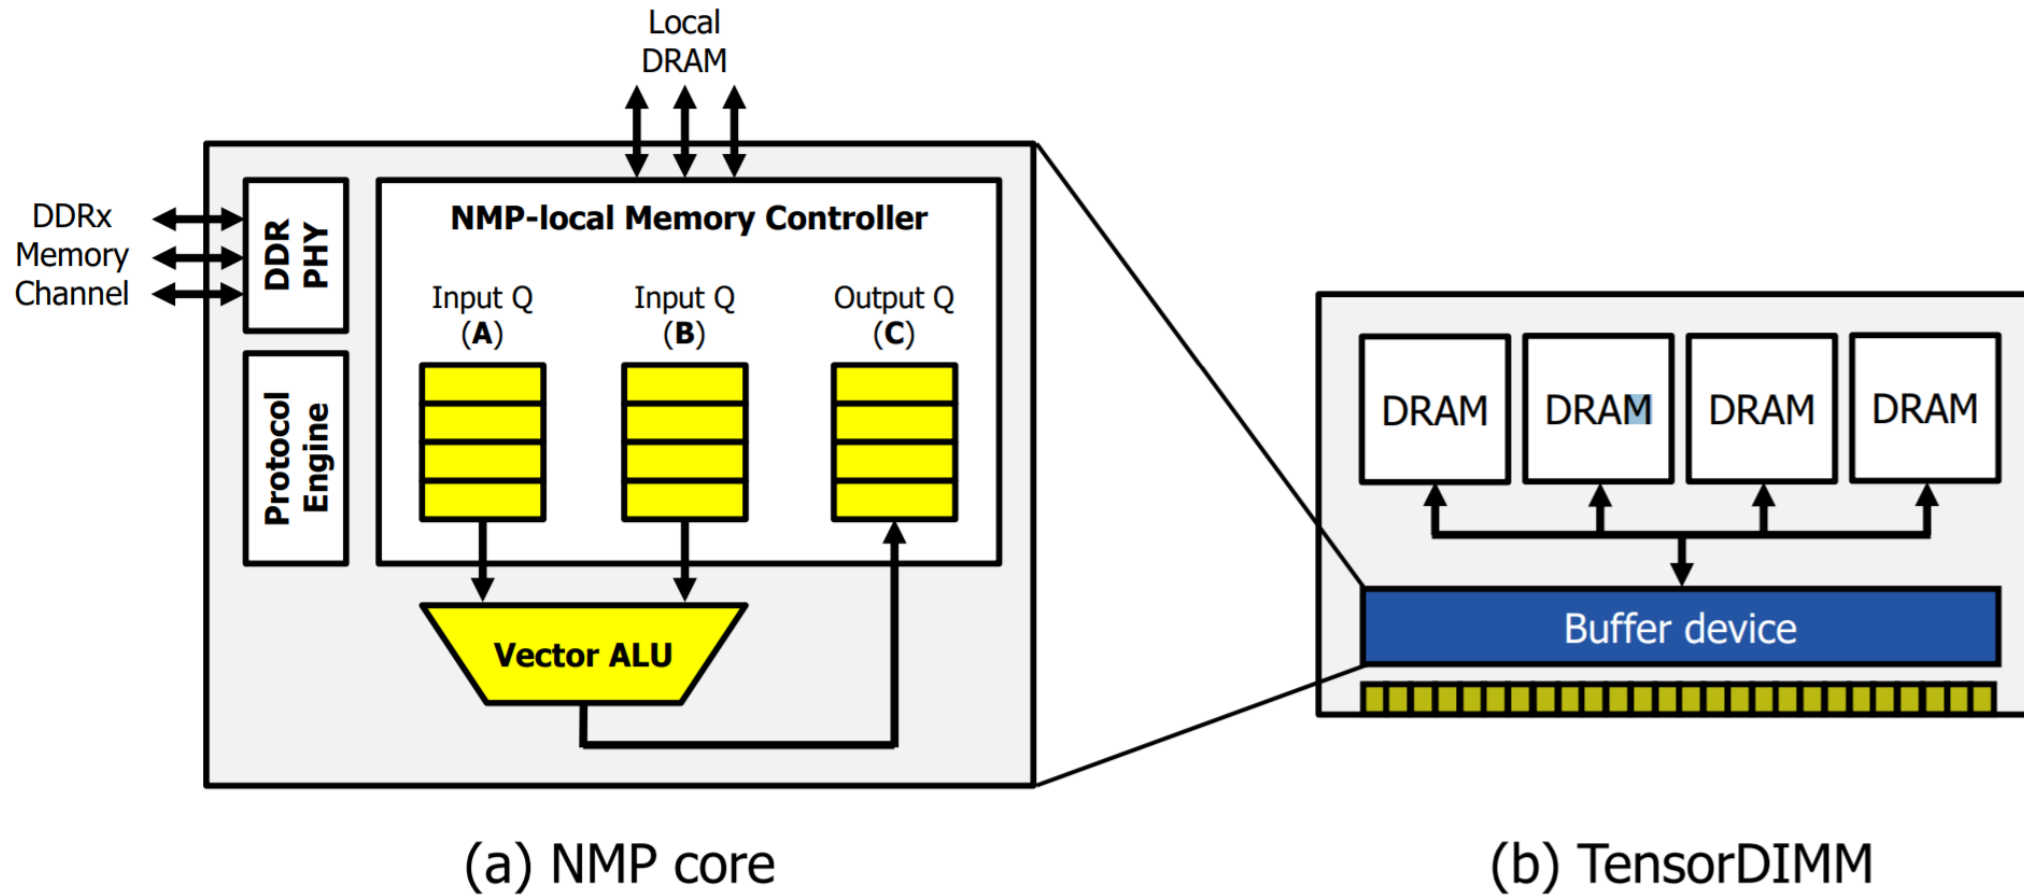 Local
DRAM
DDRx
Memory
Channel
DDR
PHY
Protocol
Engine
NMP-local Memory Controller
Input Q
(A)
Input Q
(B)
Output Q
(C)
Vector ALU
DRAM
DRAM
DRAM
DRAM
Buffer device
(a) NMP core
(b) TensorDIMM